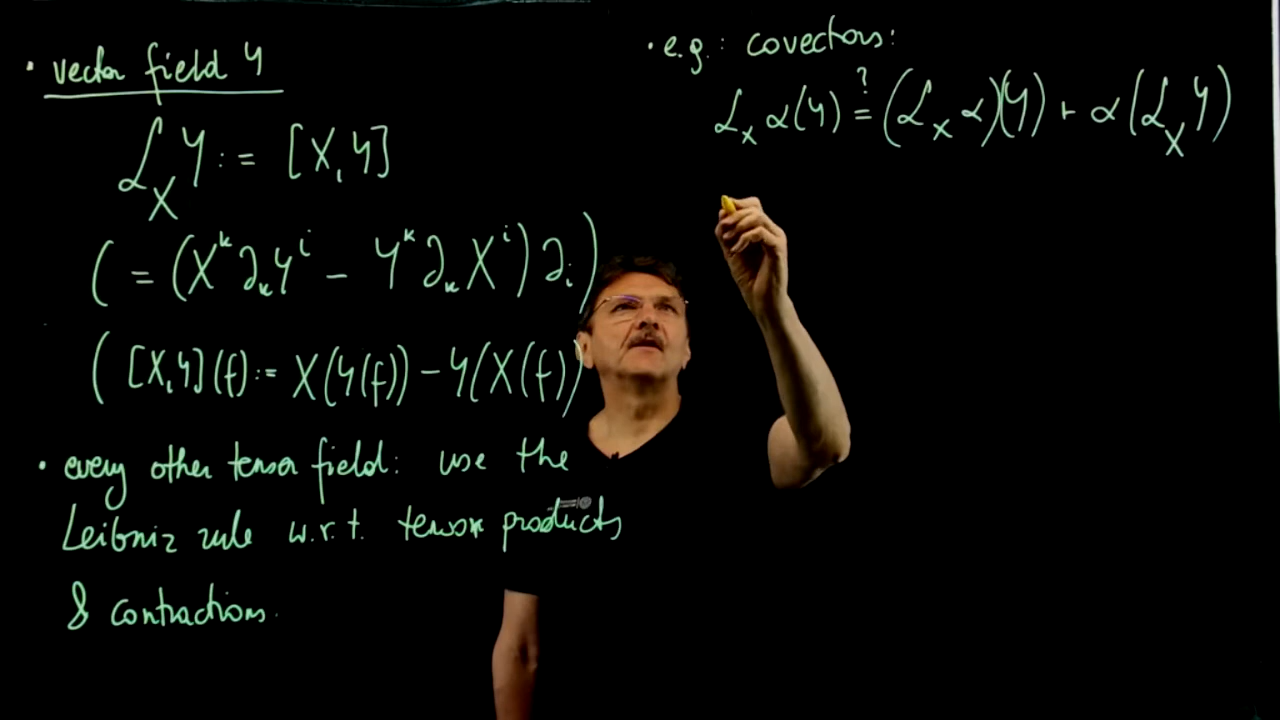 • vector field Y
ℒ_X Y := [X,Y]
( = (X^k ∂_k Y^i − Y^k ∂_k X^i) ∂_i )
( [X,Y](f) := X(Y(f)) − Y(X(f))
• every other tensor field: use the
Leibniz rule w.r.t. tensor products
& contractions.
• e.g.: covectors:
ℒ_X α(Y) ?= (ℒ_X α)(Y) + α(ℒ_X Y)